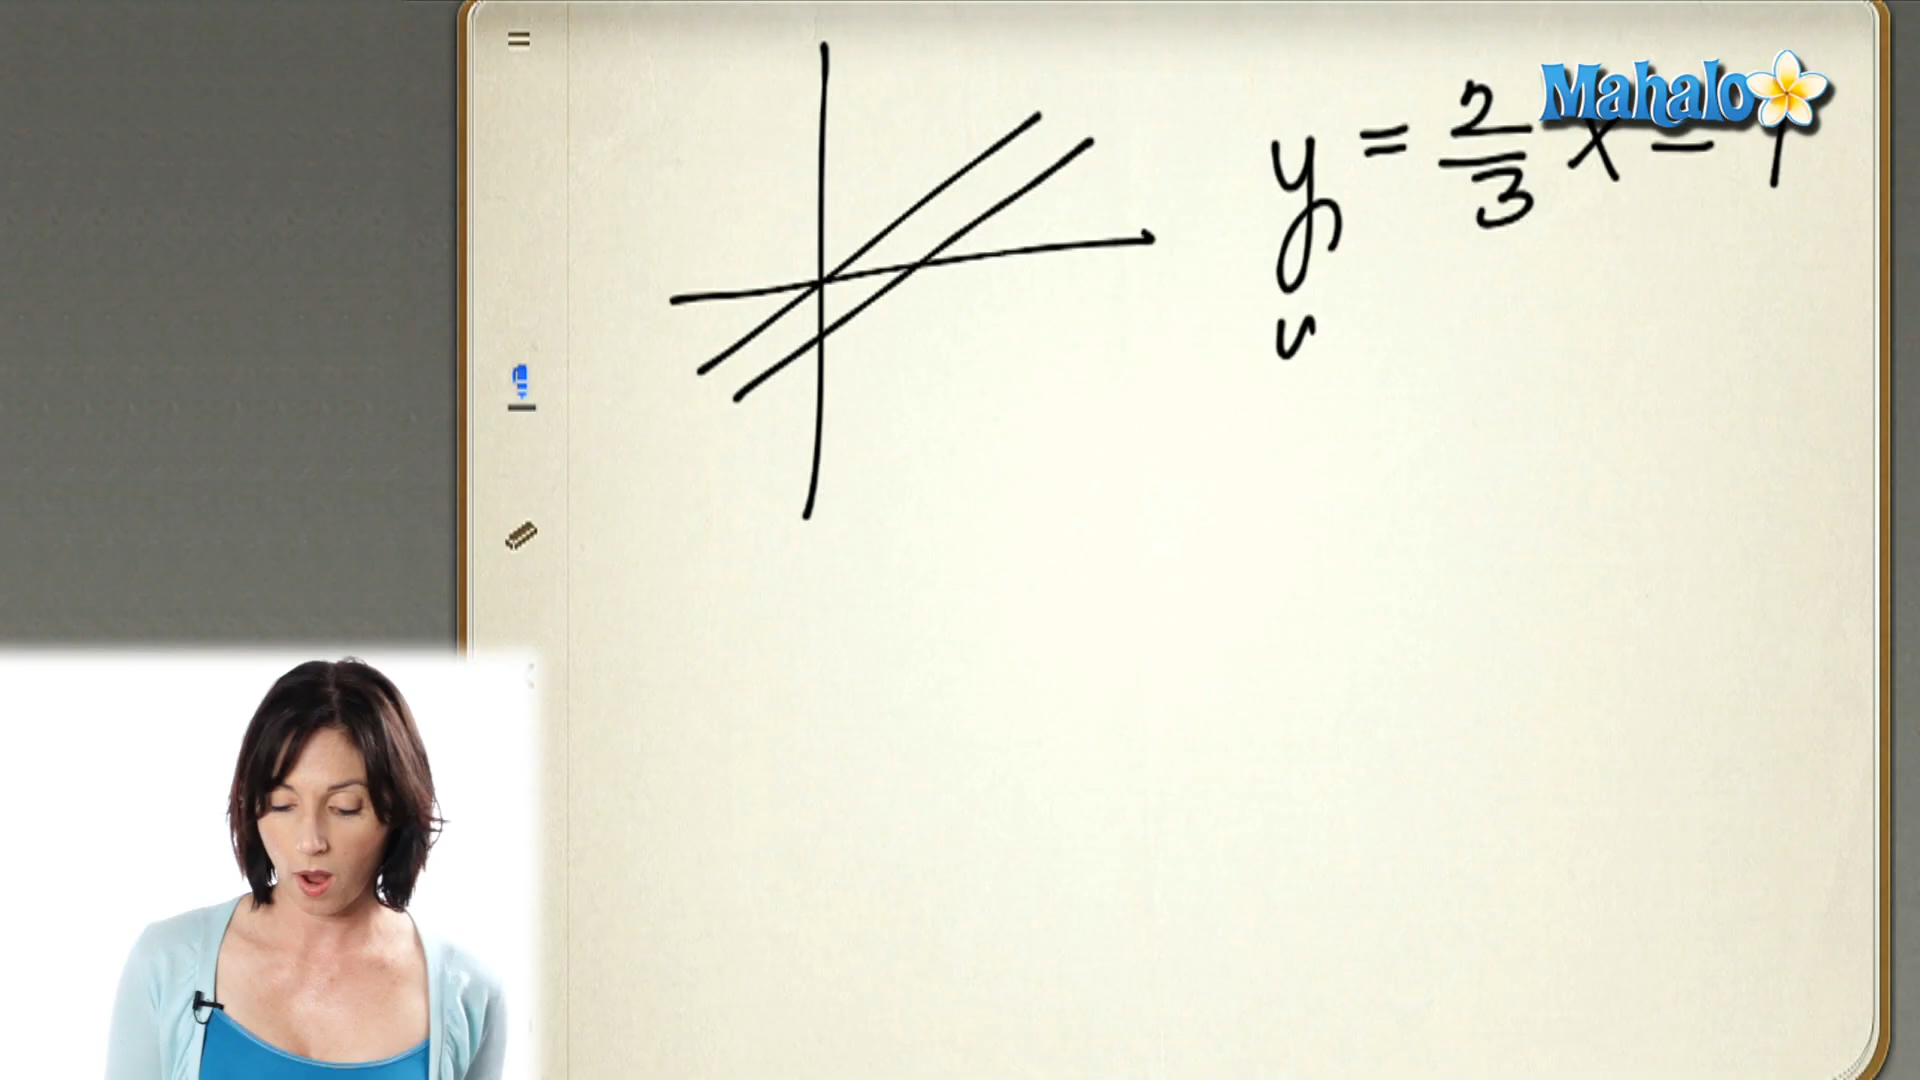 Mahalo
y = 2/3 x - 1